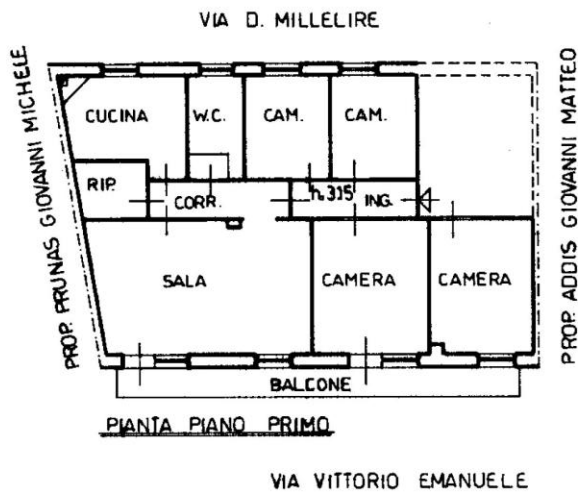 VIA D. MILLELIRE
PROP. PRUNAS GIOVANNI MICHELE
PROP. ADDIS GIOVANNI MATTEO
CUCINA
W.C.
CAM.
CAM.
RIP.
CORR.
h.315
ING.
SALA
CAMERA
CAMERA
BALCONE
PIANTA PIANO PRIMO
VIA VITTORIO EMANUELE